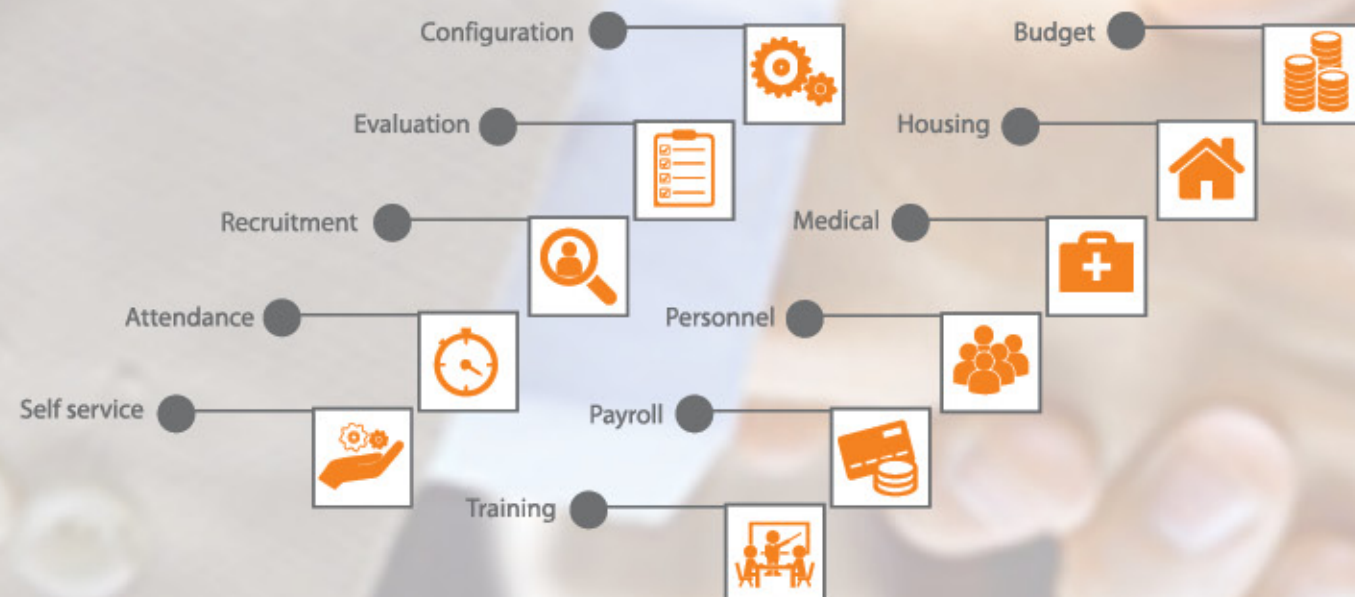 Configuration
Budget
Evaluation
Housing
Recruitment
Medical
Attendance
Personnel
Self service
Payroll
Training